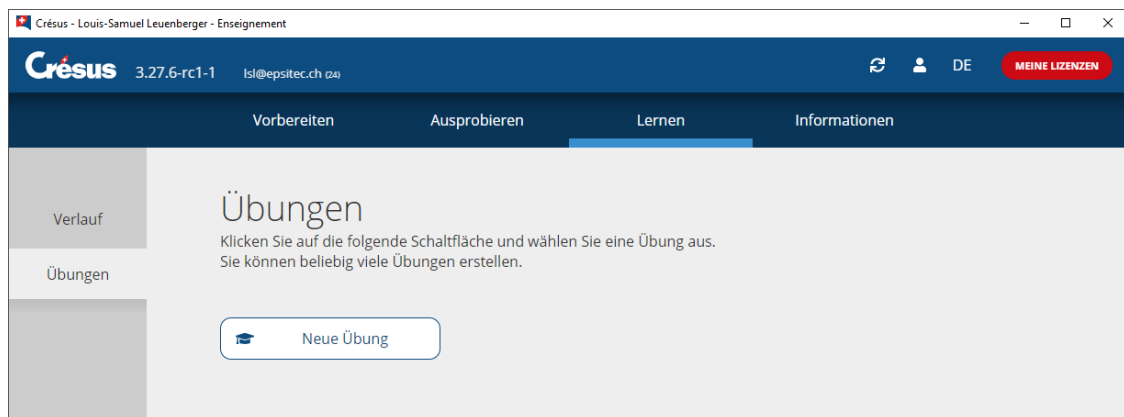 Crésus - Louis-Samuel Leuenberger - Enseignement
Crésus 3.27.6-rc1-1 lsl@epsitec.ch (24) DE MEINE LIZENZEN
Vorbereiten Ausprobieren Lernen Informationen
Verlauf
Übungen
Übungen
Klicken Sie auf die folgende Schaltfläche und wählen Sie eine Übung aus.
Sie können beliebig viele Übungen erstellen.
Neue Übung